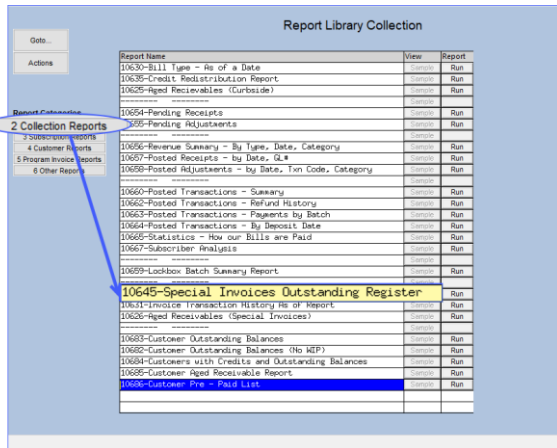 Report Library Collection
Goto...
Actions
Report Categories
2 Collection Reports
3 Subscription Reports
4 Customer Reports
5 Program Invoice Reports
6 Other Reports
Report Name View Report
10630-Bill Type - As of a Date Sample Run
10635-Credit Redistribution Report Sample Run
10625-Aged Recievables (Curbside) Sample Run
-------- -------- Sample
10654-Pending Receipts Sample Run
10655-Pending Adjustments Sample Run
-------- -------- Sample
10656-Revenue Summary - By Type, Date, Category Sample Run
10657-Posted Receipts - by Date, GL# Sample Run
10658-Posted Adjustments - by Date, Txn Code, Category Sample Run
-------- -------- Sample
10660-Posted Transactions - Summary Sample Run
10662-Posted Transactions - Refund History Sample Run
10663-Posted Transactions - Payments by Batch Sample Run
10664-Posted Transactions - By Deposit Date Sample Run
10665-Statistics - How our Bills are Paid Sample Run
10667-Subscriber Analysis Sample Run
-------- -------- Sample
10659-Lockbox Batch Summary Report Sample Run
10645-Special Invoices Outstanding Register Run
10631-Invoice Transaction History As of Report Sample Run
10626-Aged Receivables (Special Invoices) Sample Run
-------- -------- Sample
10683-Customer Outstanding Balances Sample Run
10682-Customer Outstanding Balances (No WIP) Sample Run
10684-Customers with Credits and Outstanding Balances Sample Run
10685-Customer Aged Receivable Report Sample Run
10686-Customer Pre - Paid List Sample Run